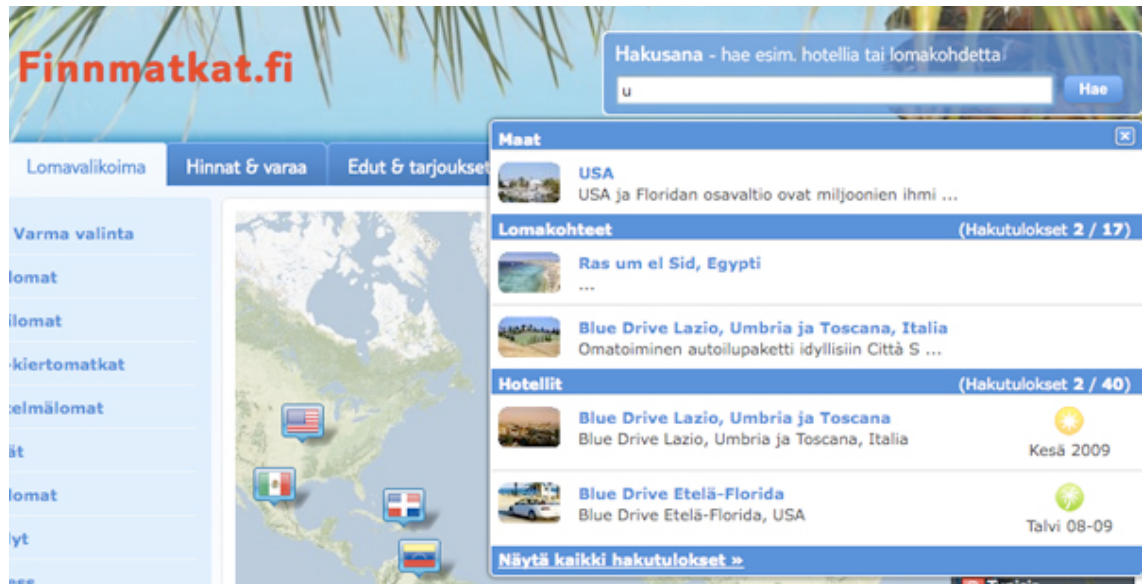 Finnmatkat.fi
Hakusana - hae esim. hotellia tai lomakohdetta
u
Hae
Lomavalikoima
Hinnat & varaa
Edut & tarjoukset
Varma valinta
lomat
ilomat
-kiertomatkat
elmälomat
ät
lomat
yt
ess
Maat
USA
USA ja Floridan osavaltio ovat miljoonien ihmi ...
Lomakohteet (Hakutulokset 2 / 17)
Ras um el Sid, Egypti
...
Blue Drive Lazio, Umbria ja Toscana, Italia
Omatoiminen autoilupaketti idyllisiin Città S ...
Hotellit (Hakutulokset 2 / 40)
Blue Drive Lazio, Umbria ja Toscana
Blue Drive Lazio, Umbria ja Toscana, Italia
Kesä 2009
Blue Drive Etelä-Florida
Blue Drive Etelä-Florida, USA
Talvi 08-09
Näytä kaikki hakutulokset »